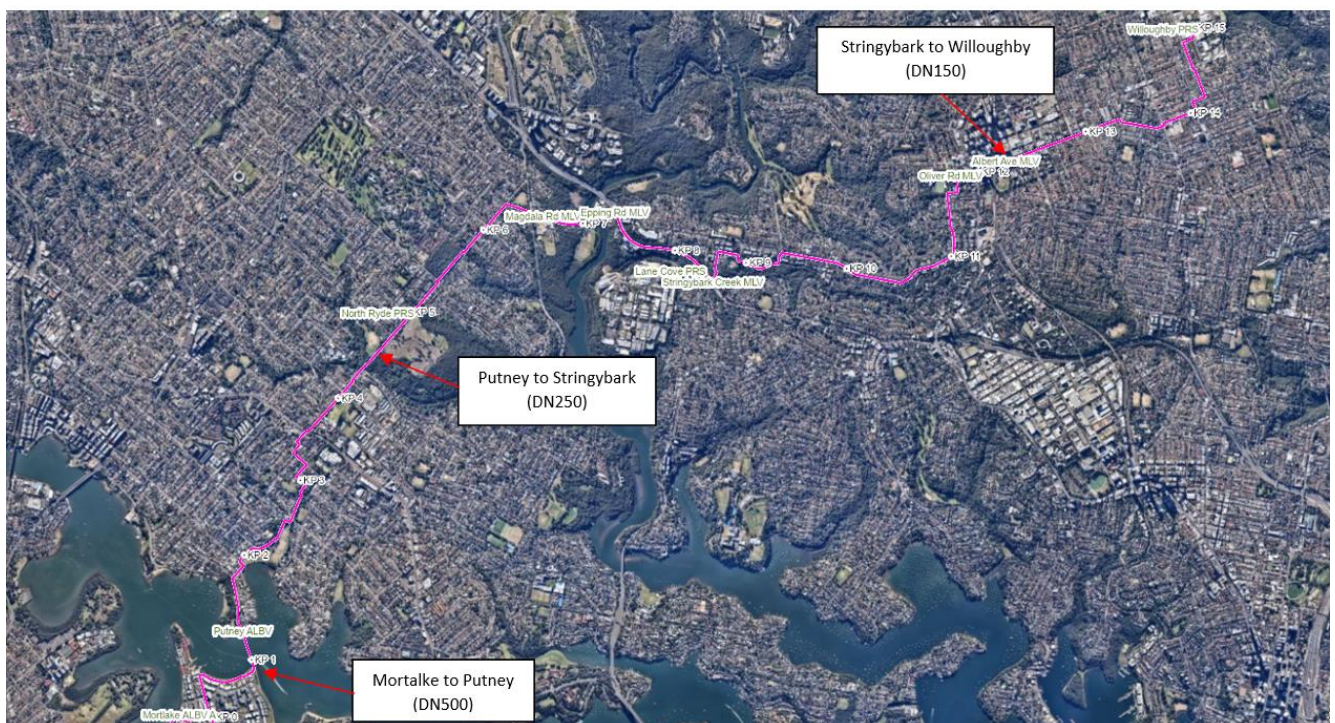 Willoughby PRS KP 15
Stringybark to Willoughby
(DN150)
KP 14
KP 13
Albert Ave MLV
KP 12
Oliver Rd MLV
Magdala Rd MLV
Epping Rd MLV
KP 7
KP 6
KP 8
KP 9
KP 10
KP 11
Lane Cove PRS
Stringybark Creek MLV
North Ryde PRS
KP 5
Putney to Stringybark
(DN250)
KP 4
KP 3
KP 2
Putney ALBV
KP 1
Mortalke to Putney
(DN500)
Mortlake ALBV A
KP 0